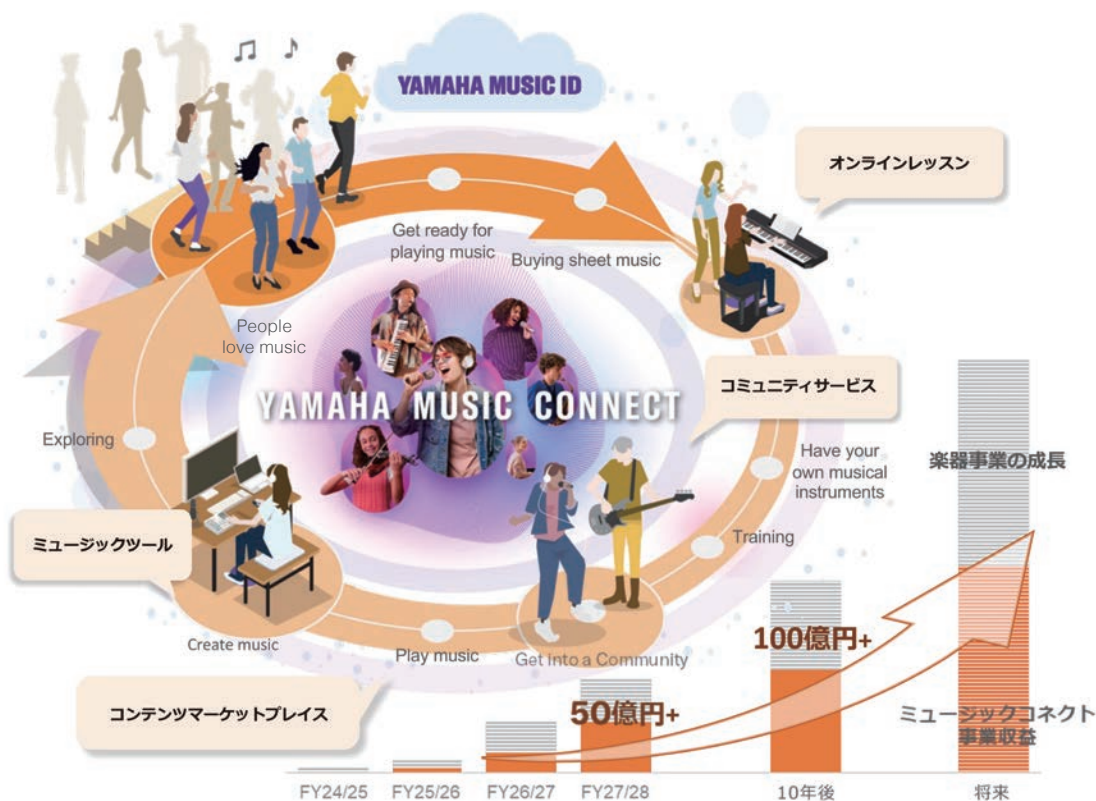 YAMAHA MUSIC ID
オンラインレッスン
Get ready for
playing music
Buying sheet music
People
love music
YAMAHA MUSIC CONNECT
コミュニティサービス
Exploring
Have your
own musical
instruments
楽器事業の成長
ミュージックツール
Training
Create music
Play music
Get into a Community
100億円+
50億円+
コンテンツマーケットプレイス
ミュージックコネクト
事業収益
FY24/25
FY25/26
FY26/27
FY27/28
10年後
将来